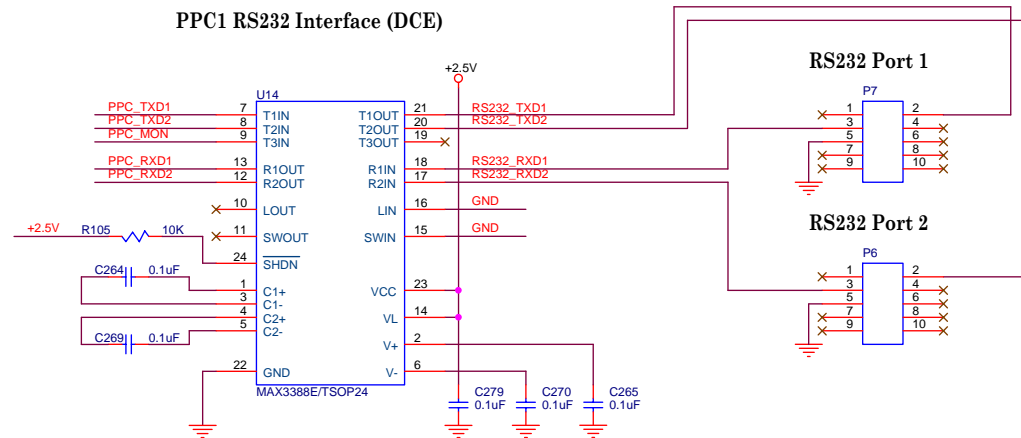 PPC1 RS232 Interface (DCE)
+2.5V
RS232 Port 1
U14
P7
PPC_TXD1 7 T1IN T1OUT 21 RS232_TXD1
PPC_TXD2 8 T2IN T2OUT 20 RS232_TXD2
PPC_MON 9 T3IN T3OUT 19
1 2
3 4
5 6
7 8
9 10
PPC_RXD1 13 R1OUT R1IN 18 RS232_RXD1
PPC_RXD2 12 R2OUT R2IN 17 RS232_RXD2
10 LOUT LIN 16 GND
11 SWOUT SWIN 15 GND
+2.5V R105 10K
24 SHDN
RS232 Port 2
P6
1 2
3 4
5 6
7 8
9 10
C264 0.1uF
1 C1+ VCC 23
3 C1-
4 C2+ VL 14
5 C2-
C269 0.1uF
V+ 2
22 GND V- 6
MAX3388E/TSOP24
C279 C270 C265
0.1uF 0.1uF 0.1uF